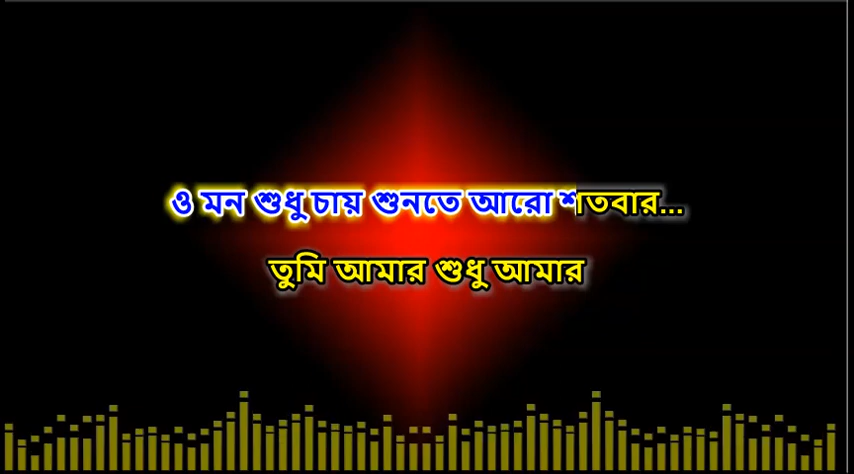 ও মন শুধু চায় শুনতে আরো শতবার...
তুমি আমার শুধু আমার